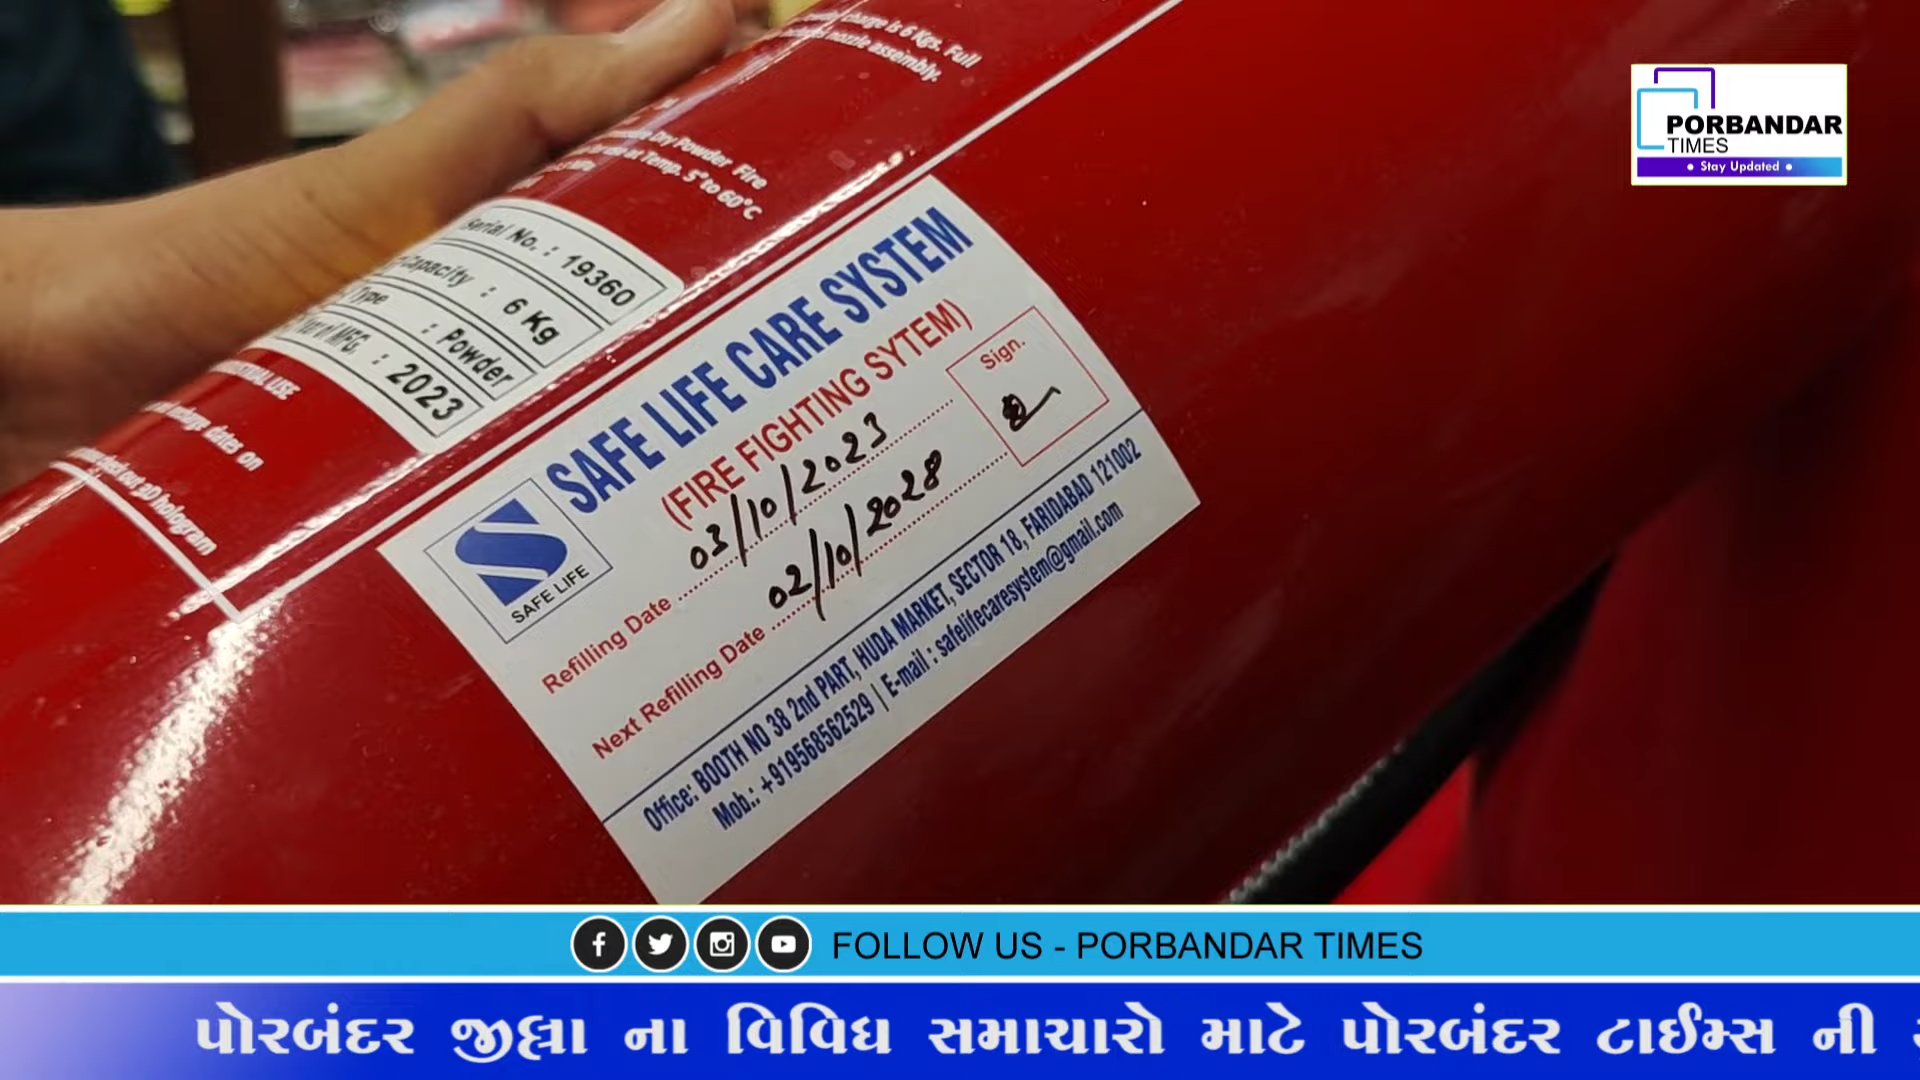 charge is 6 Kgs. Full
nozzle assembly.
Dry Powder Fire
at Temp. 5° to 60°C
Serial No. : 19360
Capacity : 6 Kg
Type : Powder
Year of MFG. : 2023
USE
dates on
3D hologram
SAFE LIFE CARE SYSTEM
(FIRE FIGHTING SYTEM)
SAFE LIFE
Sign.
Refilling Date 03/10/2023
Next Refilling Date 02/10/2028
Office: BOOTH NO 38 2nd PART, HUDA MARKET, SECTOR 18, FARIDABAD 121002
Mob.: +919568562529 | E-mail : safelifecaresystem@gmail.com
PORBANDAR
TIMES
• Stay Updated •
FOLLOW US - PORBANDAR TIMES
પોરબંદર જીલ્લા ના વિવિધ સમાચારો માટે પોરબંદર ટાઈમ્સ ની